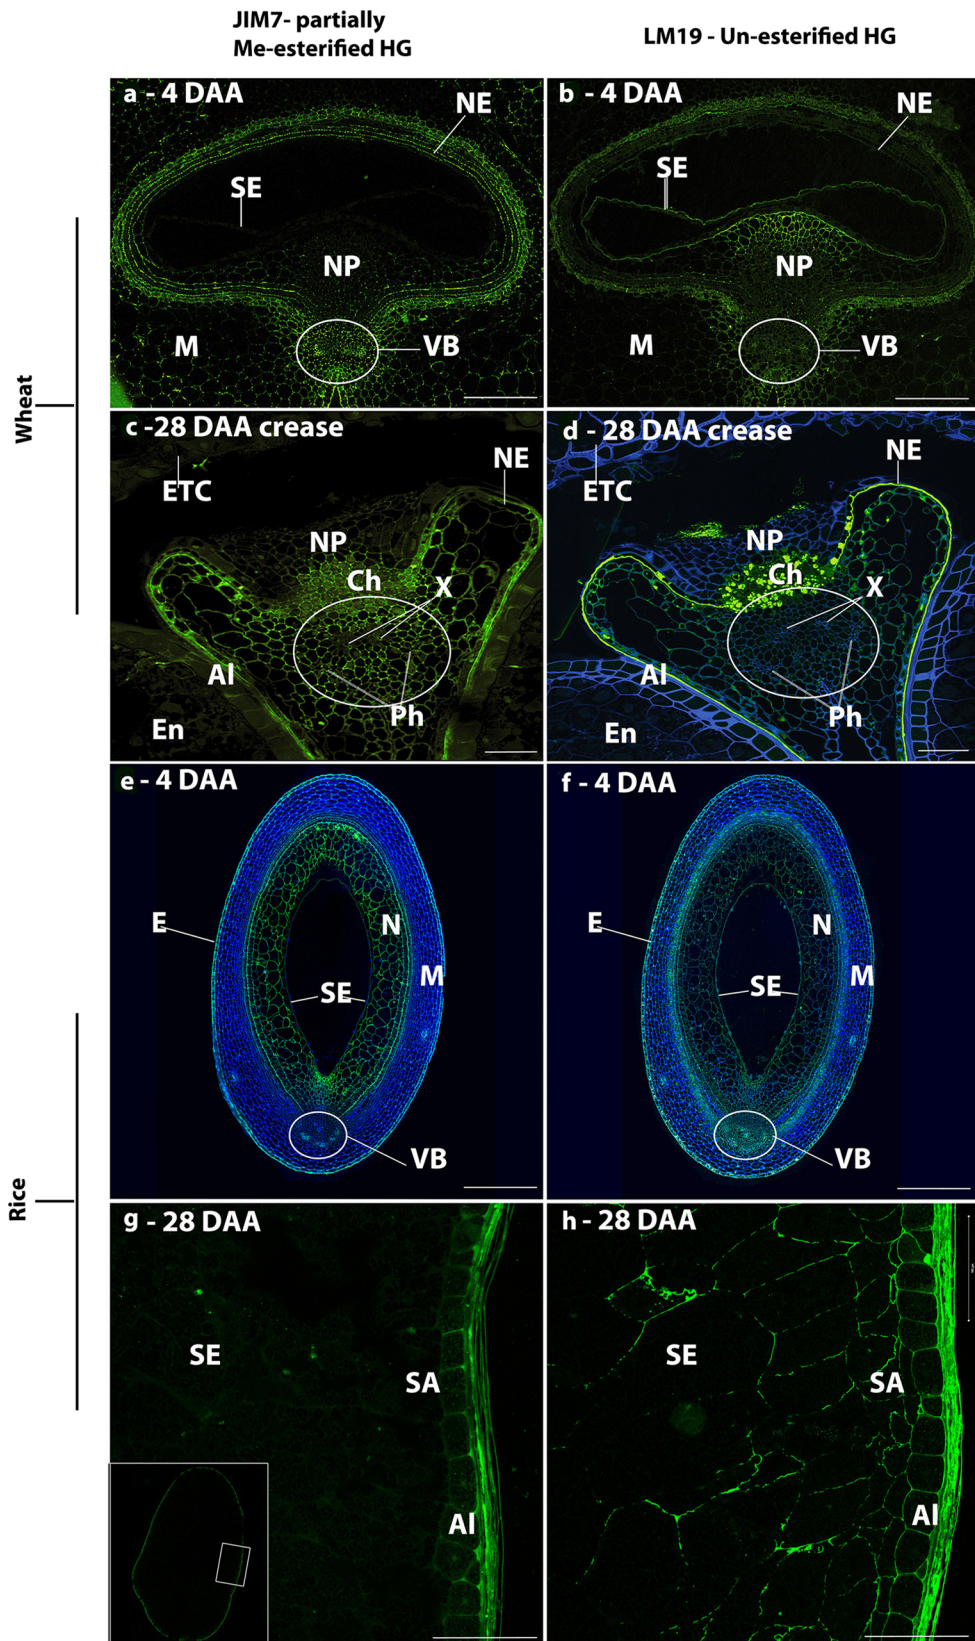 JIM7- partially
Me-esterified HG
LM19 - Un-esterified HG
Wheat
Rice
a - 4 DAA
NE
SE
NP
M
VB
b - 4 DAA
NE
SE
NP
M
VB
c -28 DAA crease
NE
ETC
NP
Ch
X
Al
Ph
En
d - 28 DAA crease
NE
ETC
NP
Ch
X
Al
Ph
En
e - 4 DAA
E
N
M
SE
VB
f - 4 DAA
E
N
M
SE
VB
g - 28 DAA
SE
SA
Al
h - 28 DAA
SE
SA
Al